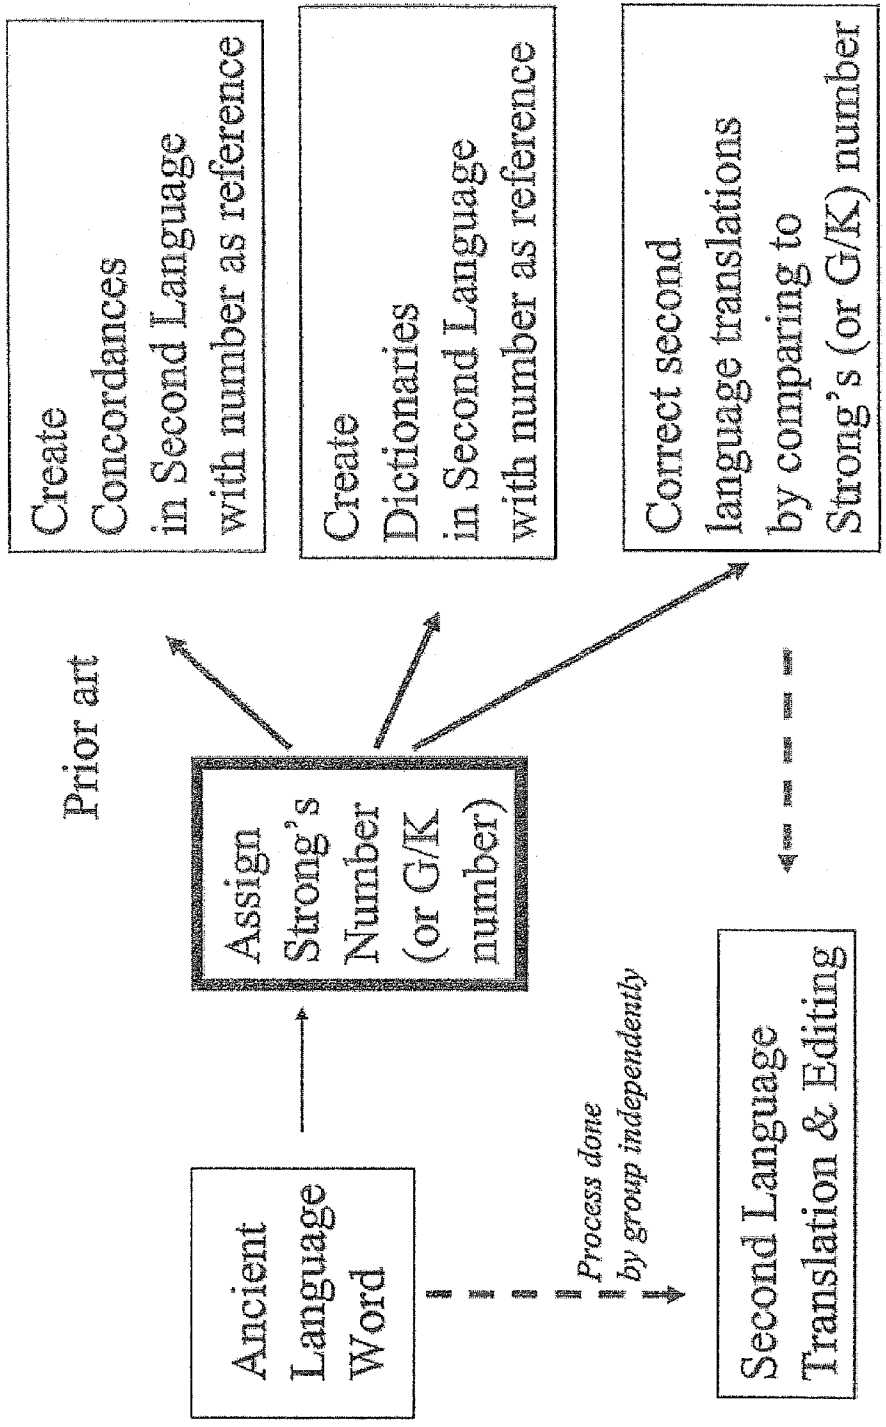 Prior art
Ancient
Language
Word
Assign
Strong's
Number
(or G/K
number)
Create
Concordances
in Second Language
with number as reference
Create
Dictionaries
in Second Language
with number as reference
Correct second
language translations
by comparing to
Strong's (or G/K) number
Process done
by group independently
Second Language
Translation & Editing